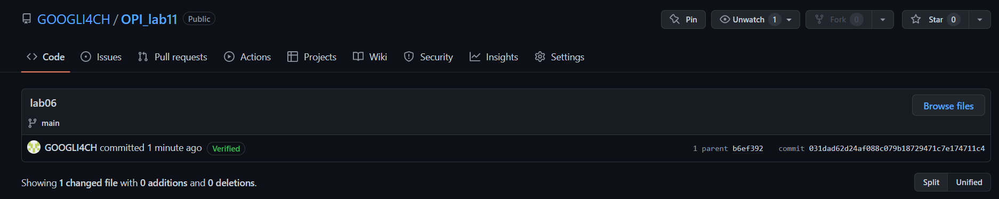 GOOGLI4CH / OPI_lab11 Public Pin Unwatch 1 Fork 0 Star 0
Code Issues Pull requests Actions Projects Wiki Security Insights Settings
lab06 Browse files
main
GOOGLI4CH committed 1 minute ago Verified 1 parent b6ef392 commit 031dad62d24af088c079b18729471c7e174711c4
Showing 1 changed file with 0 additions and 0 deletions. Split Unified